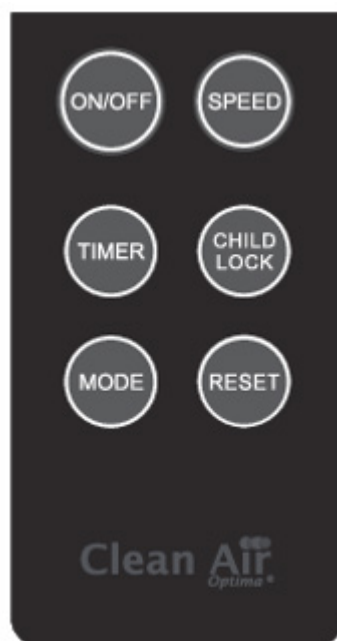 ON/OFF
SPEED
TIMER
CHILD
LOCK
MODE
RESET
Clean Air
Optima®